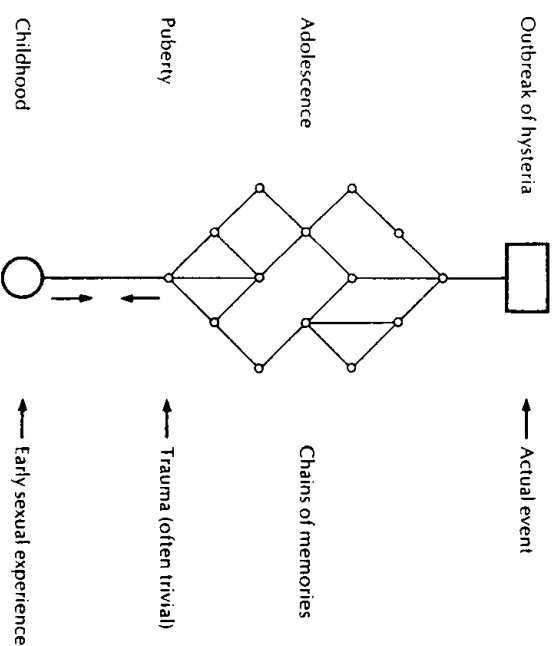 Outbreak of hysteria
Actual event
Adolescence
Chains of memories
Puberty
Trauma (often trivial)
Childhood
Early sexual experience